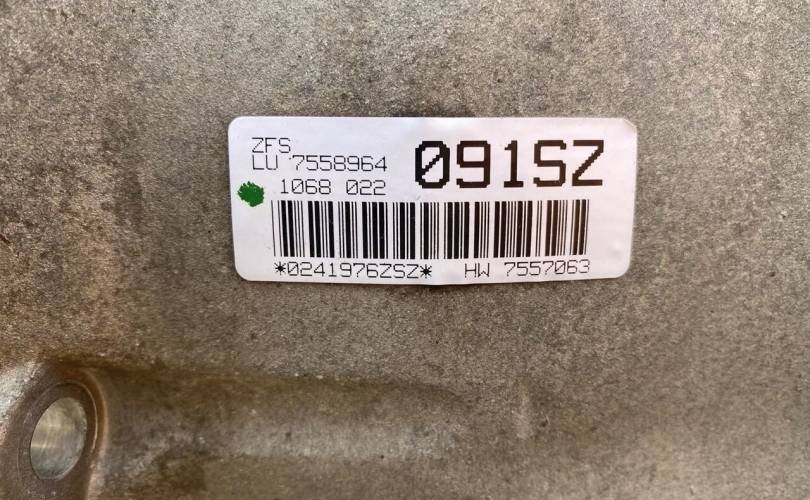 ZFS
LU 7558964
091SZ
1068 022
*0241976ZSZ* HW 7557063